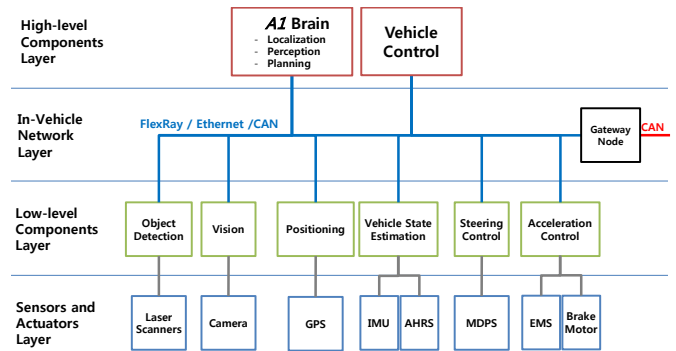 High-level
Components
Layer
A1 Brain
- Localization
- Perception
- Planning
Vehicle
Control
In-Vehicle
Network
Layer
FlexRay / Ethernet /CAN
Gateway
Node
CAN
Low-level
Components
Layer
Object
Detection
Vision
Positioning
Vehicle State
Estimation
Steering
Control
Acceleration
Control
Sensors and
Actuators
Layer
Laser
Scanners
Camera
GPS
IMU
AHRS
MDPS
EMS
Brake
Motor